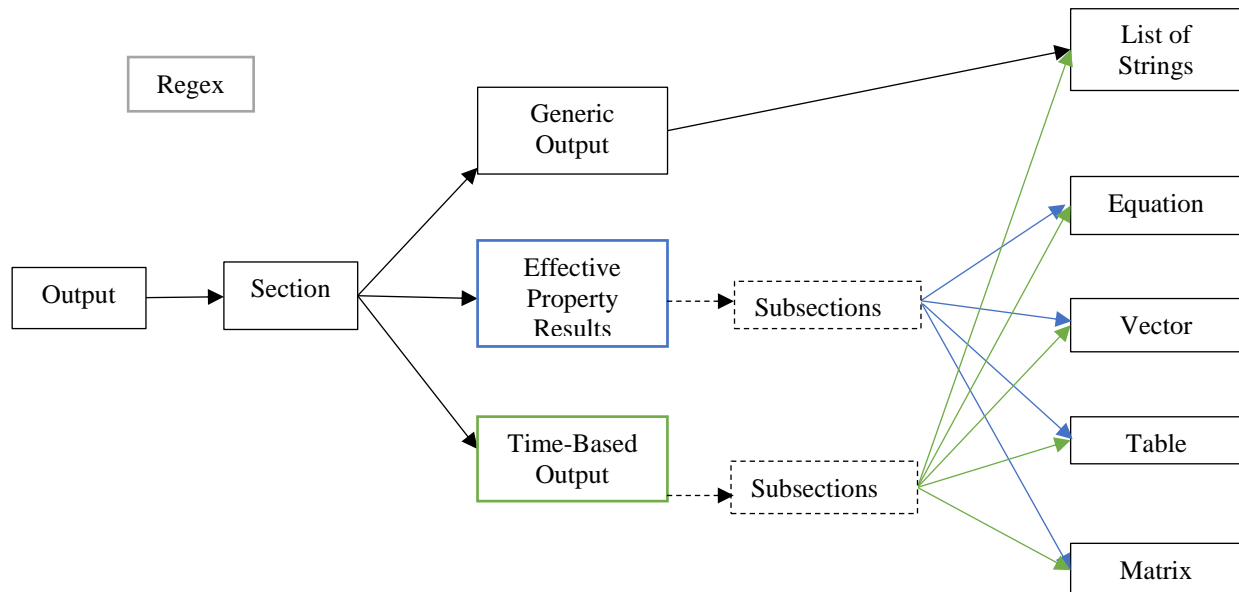 Regex
Output
Section
Generic
Output
Effective
Property
Results
Time-Based
Output
Subsections
Subsections
List of
Strings
Equation
Vector
Table
Matrix